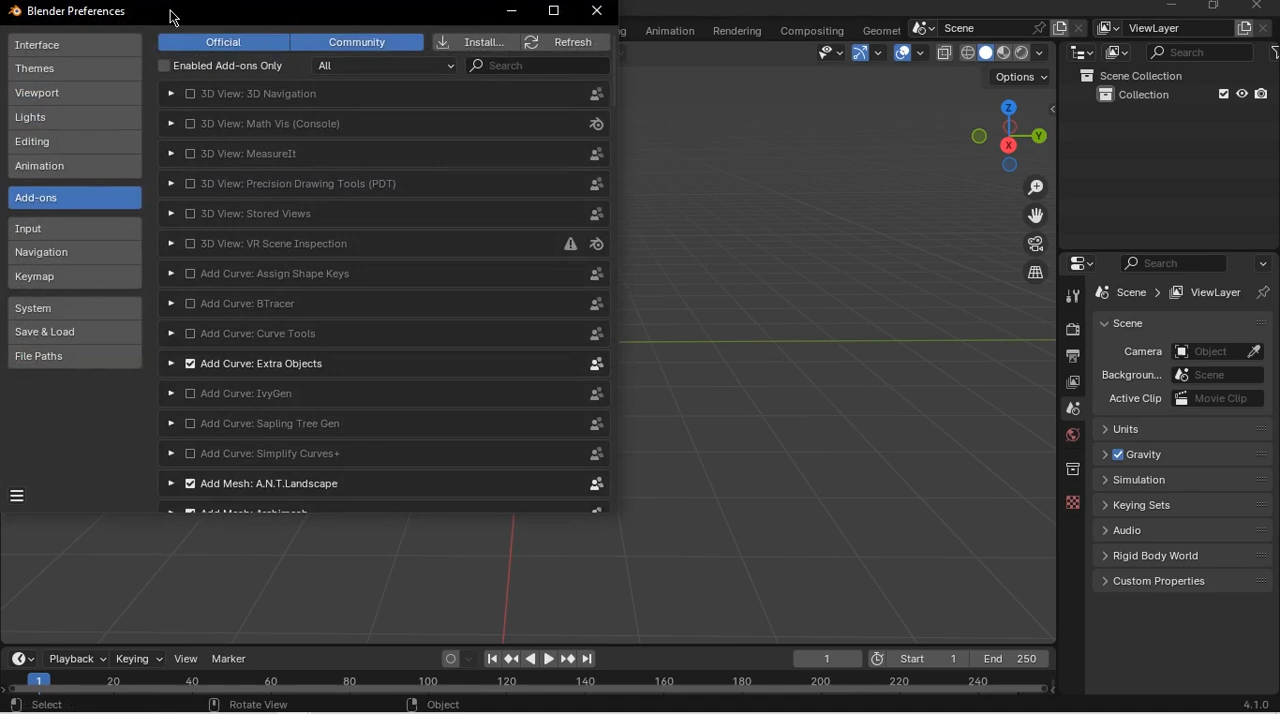 Blender Preferences
Interface
Themes
Viewport
Lights
Editing
Animation
Add-ons
Input
Navigation
Keymap
System
Save & Load
File Paths
Official Community Install... Refresh
Enabled Add-ons Only All Search
3D View: 3D Navigation
3D View: Math Vis (Console)
3D View: MeasureIt
3D View: Precision Drawing Tools (PDT)
3D View: Stored Views
3D View: VR Scene Inspection
Add Curve: Assign Shape Keys
Add Curve: BTracer
Add Curve: Curve Tools
Add Curve: Extra Objects
Add Curve: IvyGen
Add Curve: Sapling Tree Gen
Add Curve: Simplify Curves+
Add Mesh: A.N.T.Landscape
Add Mesh: Archimesh
Animation Rendering Compositing Geomet Scene ViewLayer
Options
Z
Y
X
Search
Scene Collection
Collection
Search
Scene ViewLayer
Scene
Camera Object
Backgroun... Scene
Active Clip Movie Clip
Units
Gravity
Simulation
Keying Sets
Audio
Rigid Body World
Custom Properties
Playback Keying View Marker 1 Start 1 End 250
1 20 40 60 80 100 120 140 160 180 200 220 240
Select Rotate View Object 4.1.0